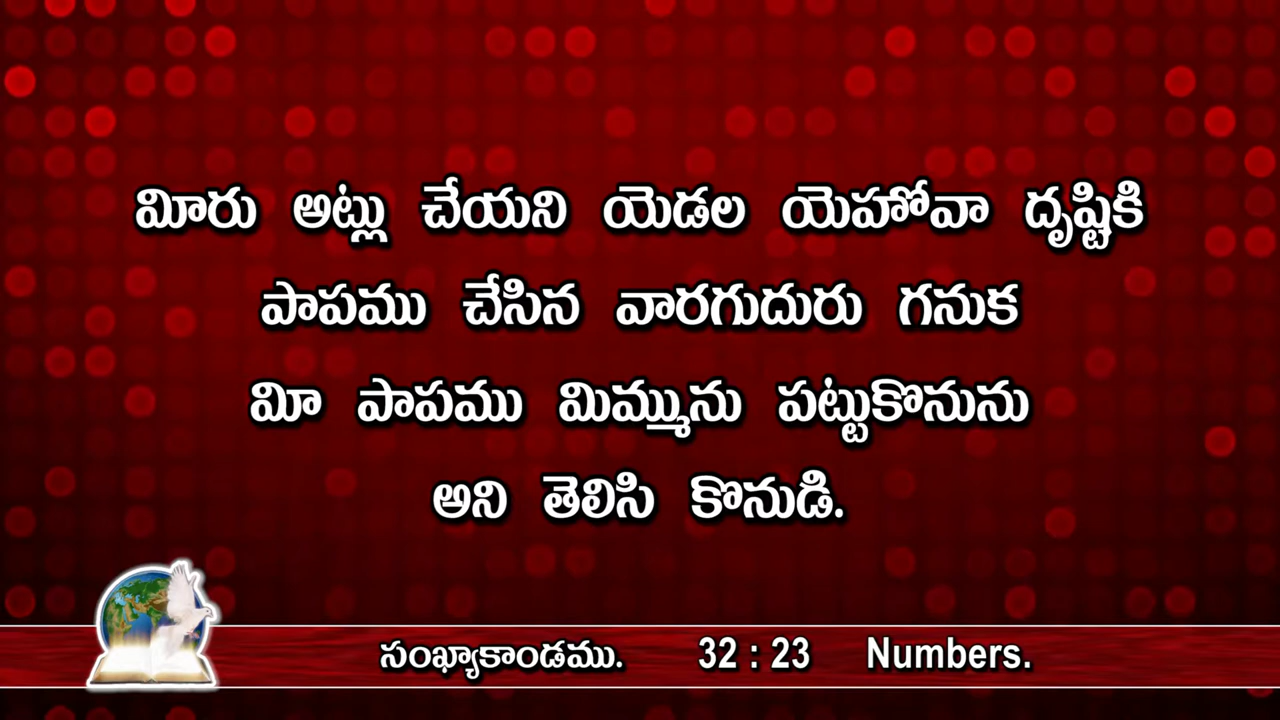 మీరు అట్లు చేయని యెడల యెహోవా దృష్టికి
పాపము చేసిన వారగుదురు గనుక
మీ పాపము మిమ్మును పట్టుకొనును
అని తెలిసి కొనుడి.
సంఖ్యాకాండము. 32 : 23 Numbers.